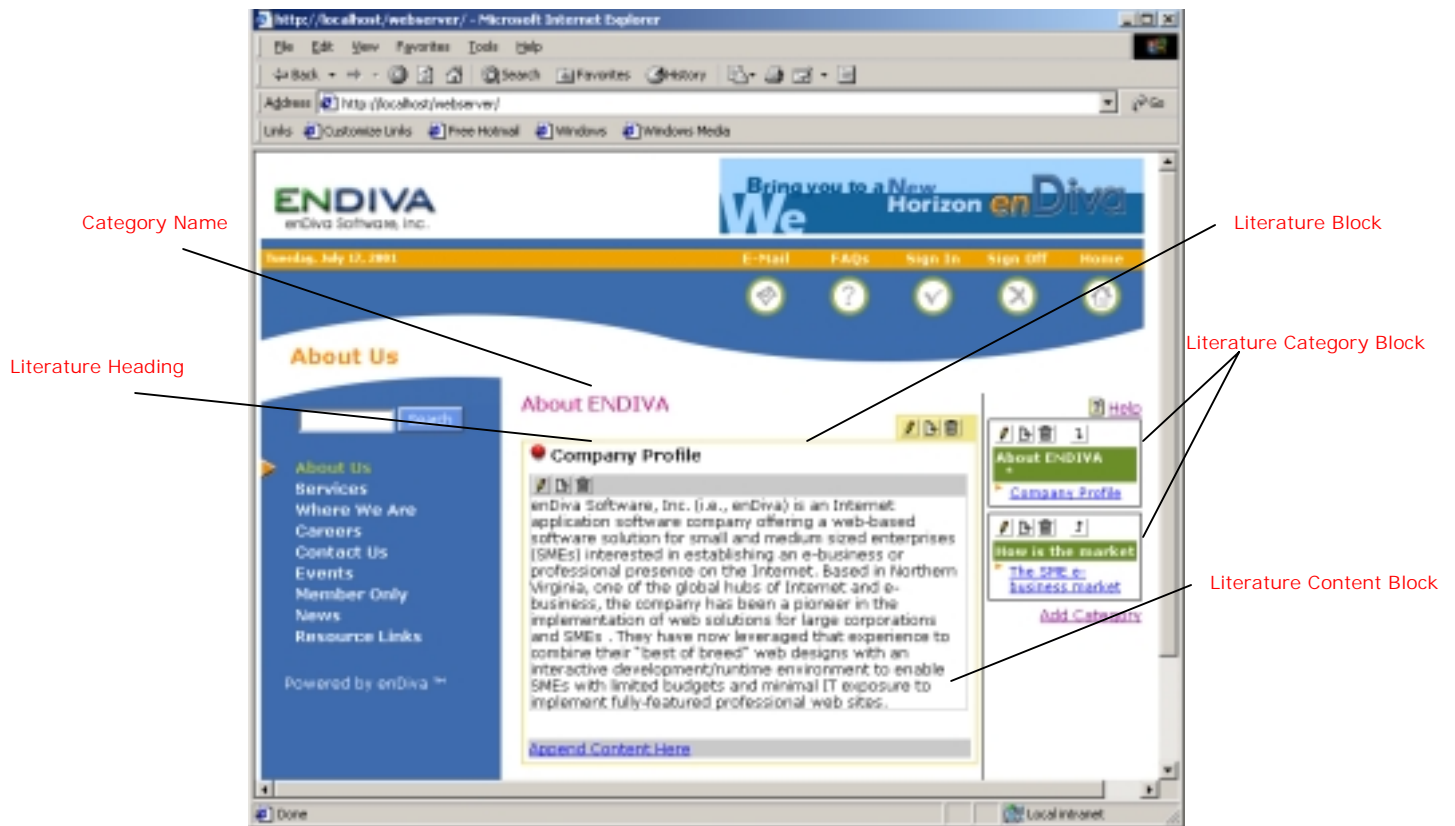 http://localhost/webserver/ - Microsoft Internet Explorer
File Edit View Favorites Tools Help
Back Search Favorites History
Address http://localhost/webserver/ Go
Links Customize Links Free Hotmail Windows Windows Media
ENDIVA
enDiva Software, Inc.
Bring you to a New
We Horizon enDiva
Category Name
Literature Block
Tuesday, July 17, 2001 E-Mail FAQs Sign In Sign Off Home
Literature Category Block
About Us
Literature Heading
Search
About ENDIVA
Help
Company Profile
About ENDIVA
*
Company Profile
How is the market
The SME e-
business market
Add Category
About Us
Services
Where We Are
Careers
Contact Us
Events
Member Only
News
Resource Links
Powered by enDiva ™
enDiva Software, Inc. (i.e., enDiva) is an Internet
application software company offering a web-based
software solution for small and medium sized enterprises
(SMEs) interested in establishing an e-business or
professional presence on the Internet. Based in Northern
Virginia, one of the global hubs of Internet and e-
business, the company has been a pioneer in the
implementation of web solutions for large corporations
and SMEs . They have now leveraged that experience to
combine their "best of breed" web designs with an
interactive development/runtime environment to enable
SMEs with limited budgets and minimal IT exposure to
implement fully-featured professional web sites.
Literature Content Block
Append Content Here
Done Local intranet